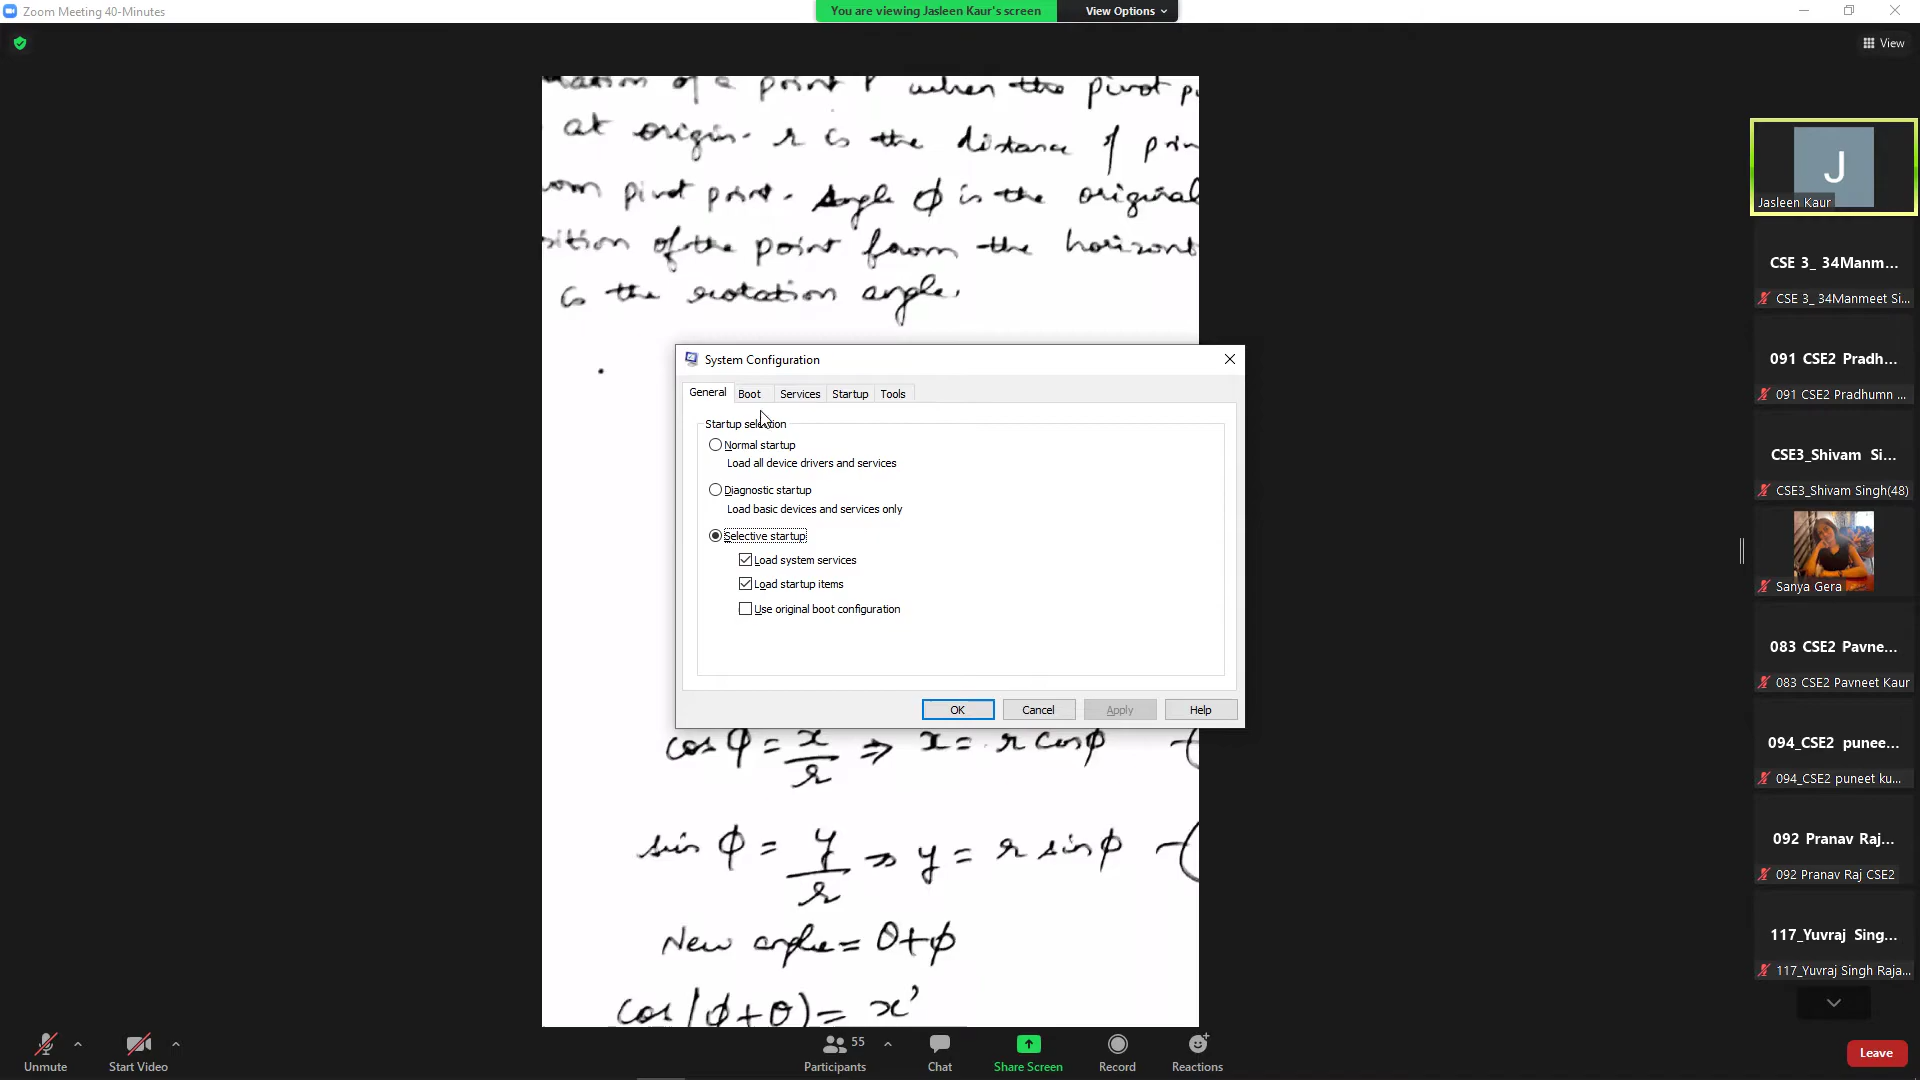 Zoom Meeting 40-Minutes
You are viewing Jasleen Kaur's screen
View Options
View
of a point P when the pivot
at origin. r is the distance of
pivot point. Angle ϕ is the original
of the point from the
is the rotation angle.
System Configuration
General Boot Services Startup Tools
Startup selection
Normal startup
Load all device drivers and services
Diagnostic startup
Load basic devices and services only
Selective startup
Load system services
Load startup items
Use original boot configuration
OK Cancel Apply Help
cos ϕ = x/r ⇒ x = r cos ϕ
sin ϕ = y/r ⇒ y = r sin ϕ
New angle = θ+ϕ
cos(ϕ+θ) = x'
J
Jasleen Kaur
CSE 3_ 34Manm...
CSE 3_ 34Manmeet Si...
091 CSE2 Pradh...
091 CSE2 Pradhumn ...
CSE3_Shivam Si...
CSE3_Shivam Singh(48)
Sanya Gera
083 CSE2 Pavne...
083 CSE2 Pavneet Kaur
094_CSE2 punee...
094_CSE2 puneet ku...
092 Pranav Raj...
092 Pranav Raj CSE2
117_Yuvraj Sing...
117_Yuvraj Singh Raja...
Unmute
Start Video
55
Participants
Chat
Share Screen
Record
Reactions
Leave